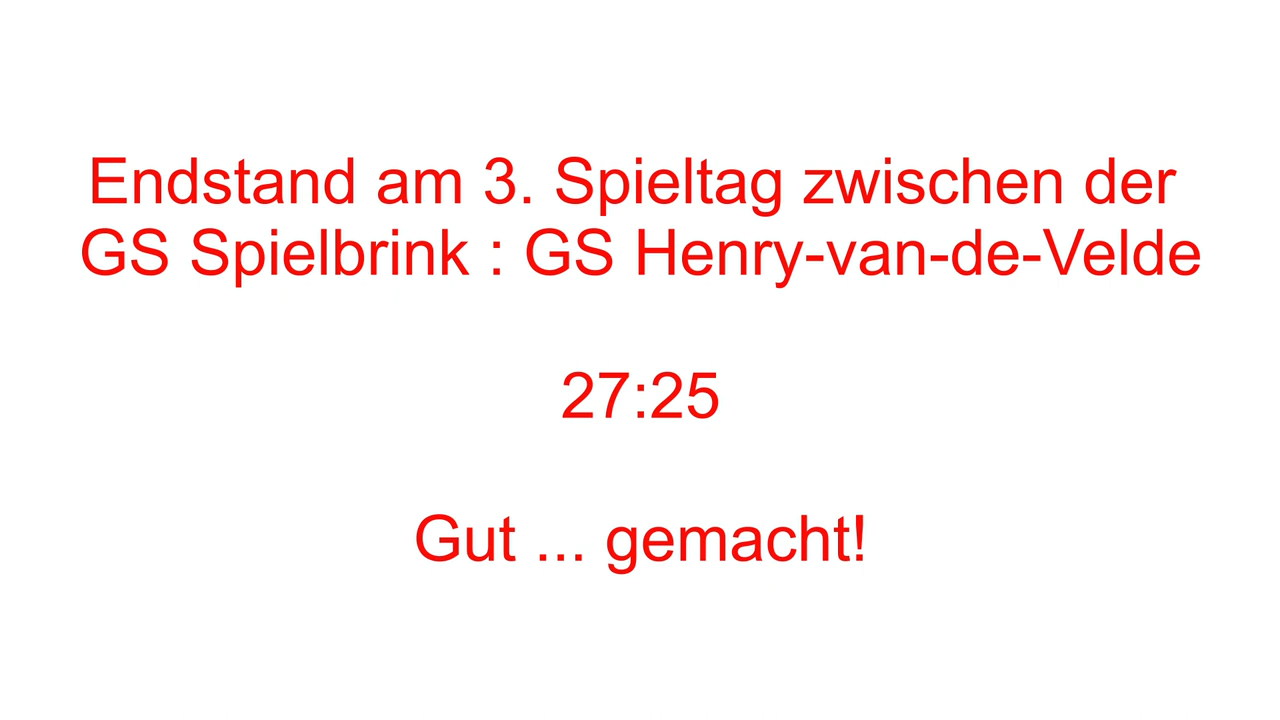 Endstand am 3. Spieltag zwischen der
GS Spielbrink : GS Henry-van-de-Velde
27:25
Gut ... gemacht!